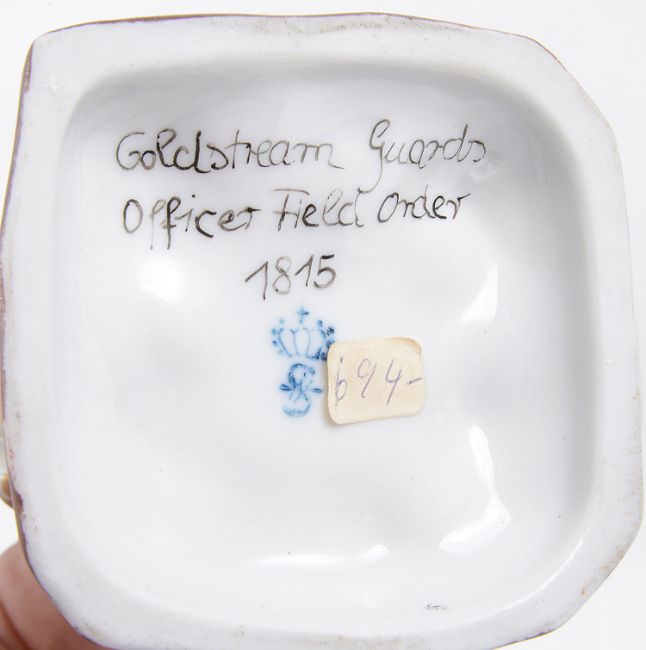 Goldstream Guards
Officer Field Order
1815
694-